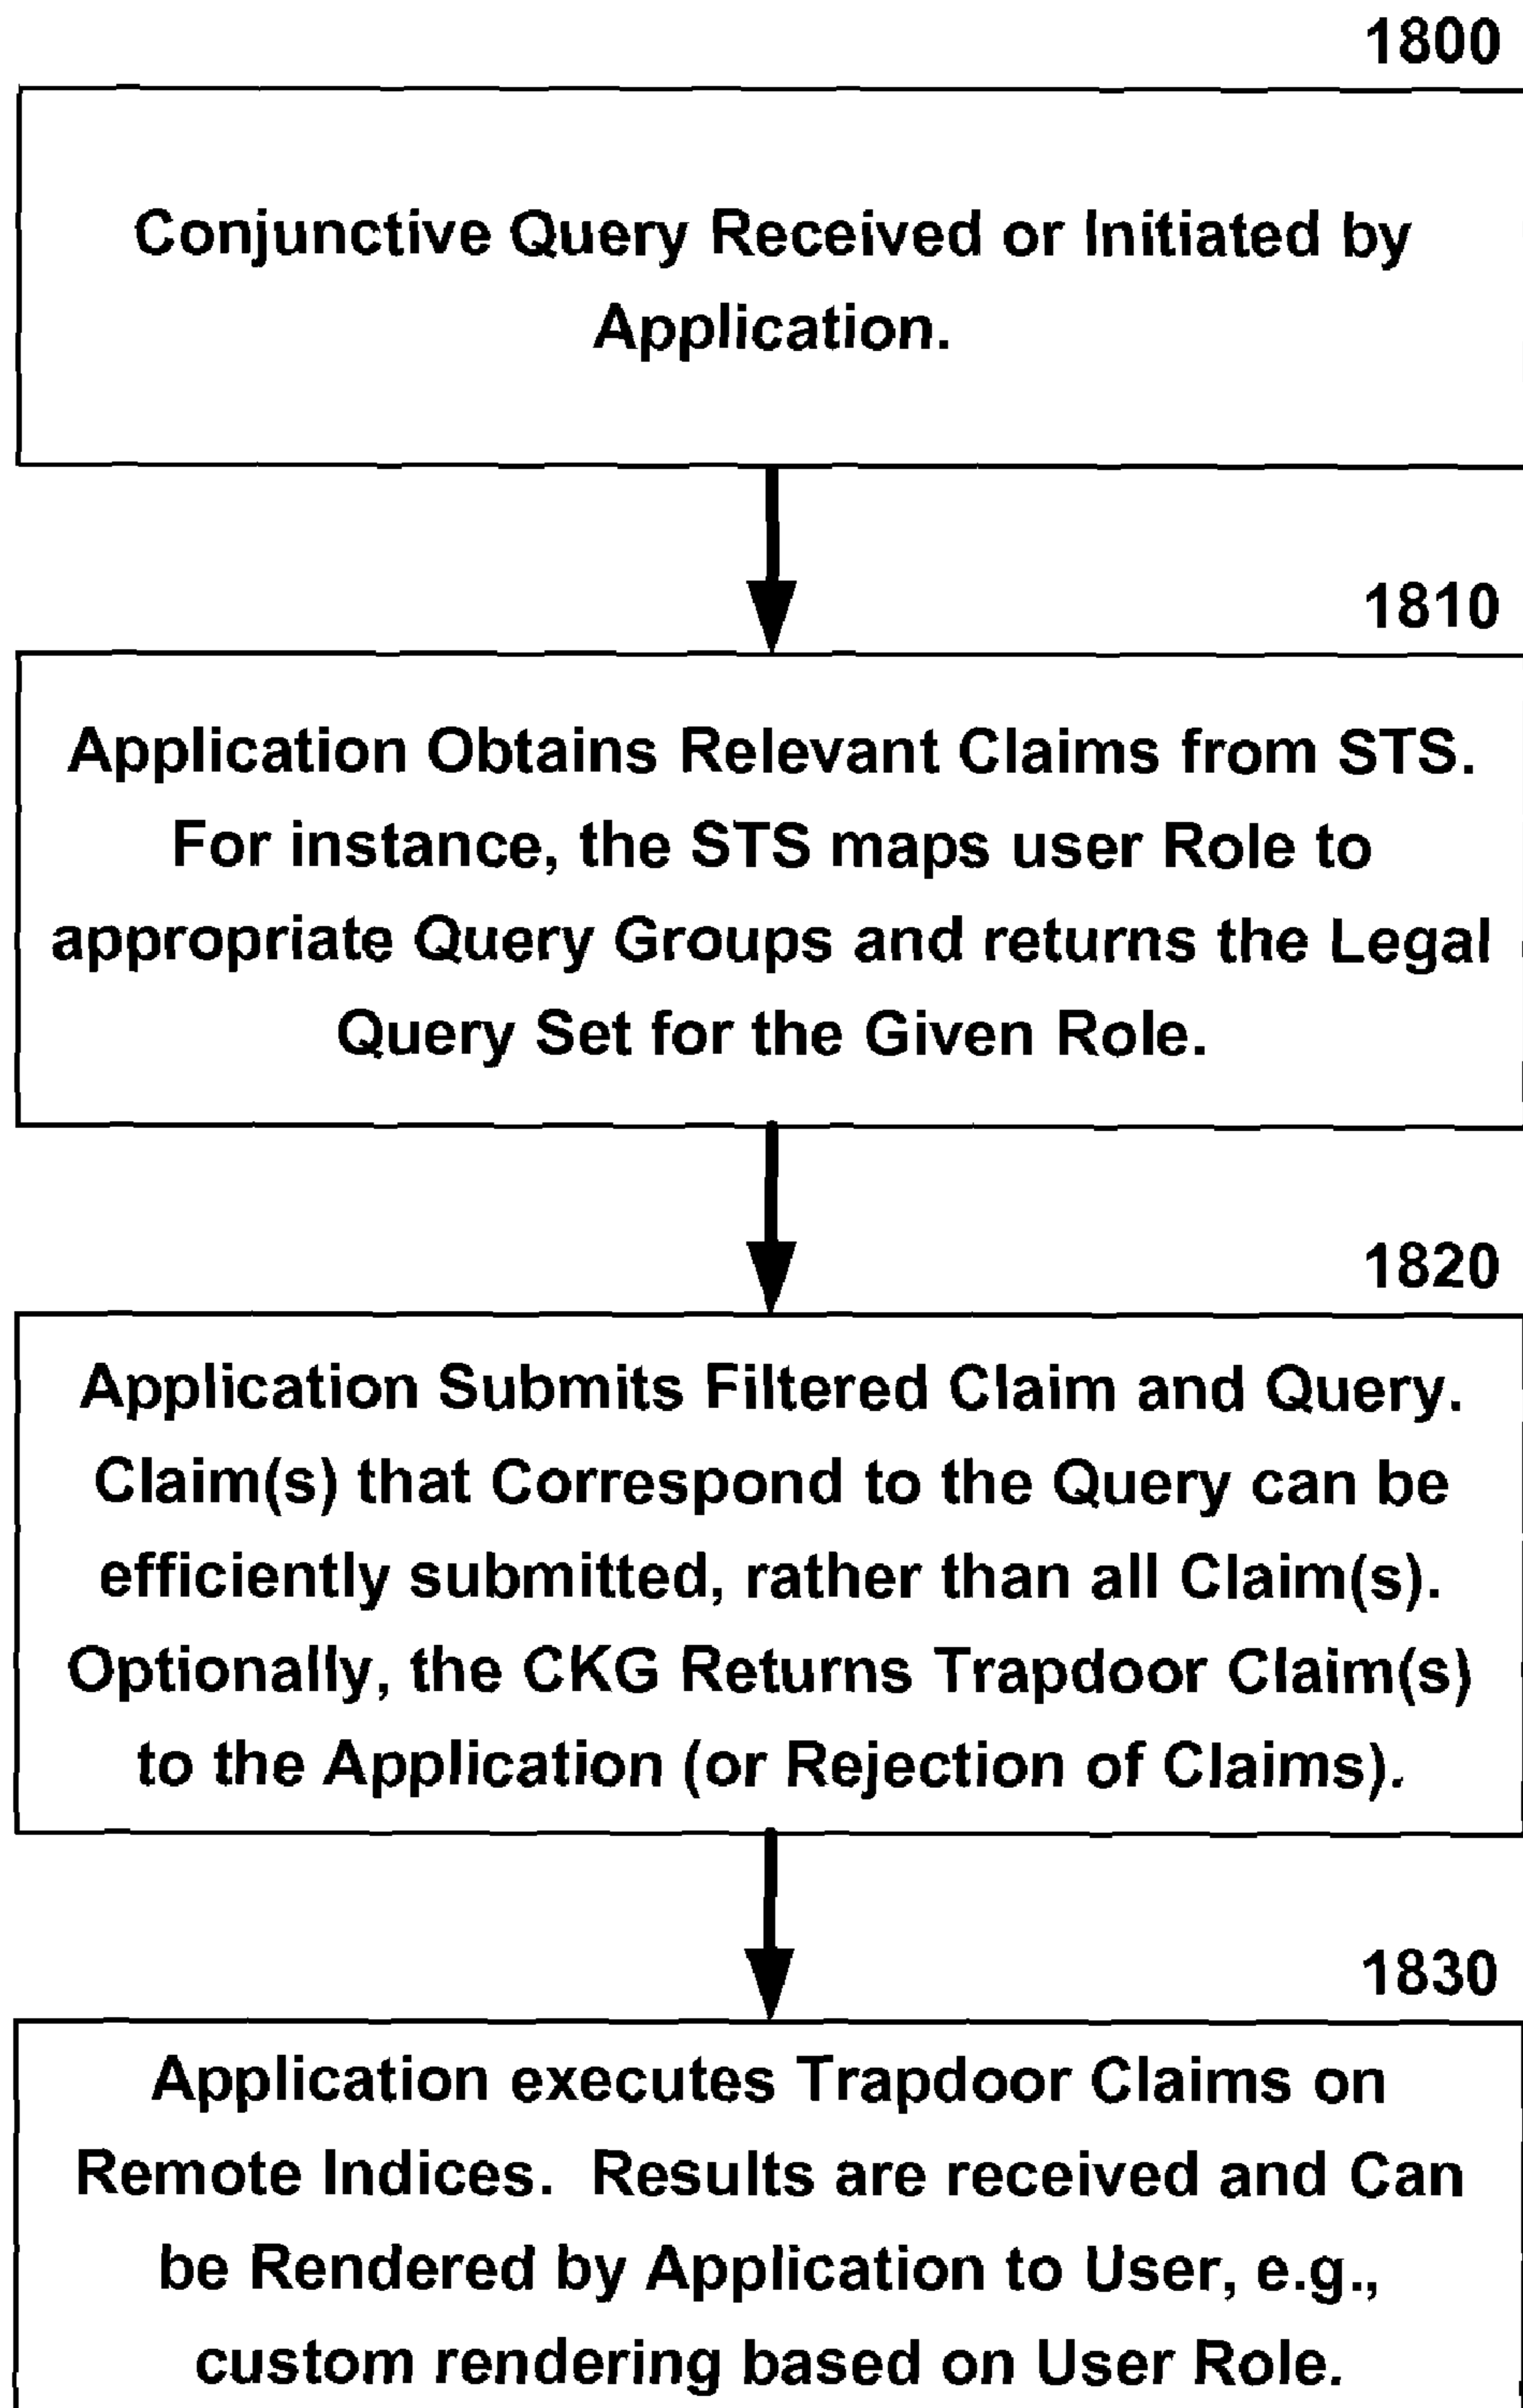 1800
Conjunctive Query Received or Initiated by
Application.
1810
Application Obtains Relevant Claims from STS.
For instance, the STS maps user Role to
appropriate Query Groups and returns the Legal
Query Set for the Given Role.
1820
Application Submits Filtered Claim and Query.
Claim(s) that Correspond to the Query can be
efficiently submitted, rather than all Claim(s).
Optionally, the CKG Returns Trapdoor Claim(s)
to the Application (or Rejection of Claims).
1830
Application executes Trapdoor Claims on
Remote Indices.  Results are received and Can
be Rendered by Application to User, e.g.,
custom rendering based on User Role.